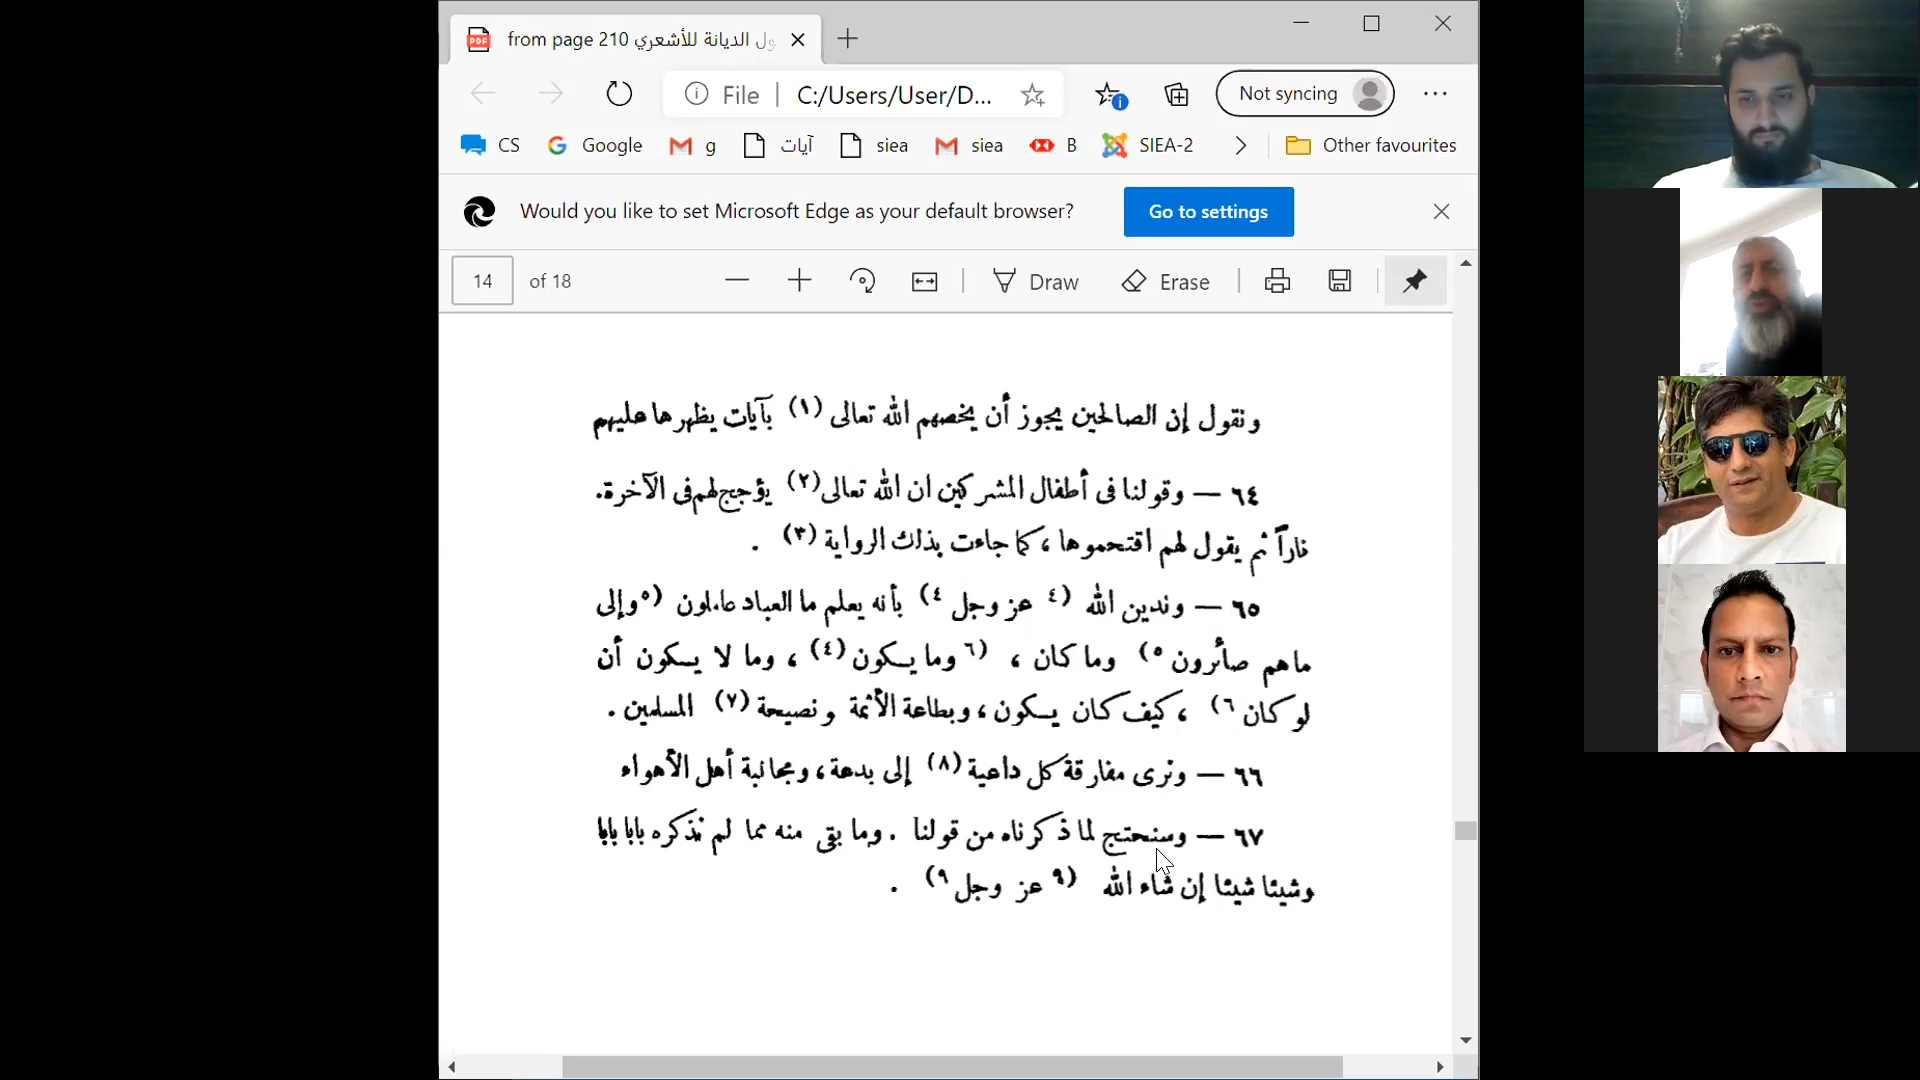 from page 210 ول الديانة للأشعري
File
C:/Users/User/D...
Not syncing
CS
Google
g
آيات
siea
siea
B
SIEA-2
Other favourites
Would you like to set Microsoft Edge as your default browser?
Go to settings
14 of 18
Draw
Erase
ونقول إن الصالحين يجوز أن يخصهم الله تعالى (١) بآيات يظهرها عليهم
٦٤ — وقولنا فى أطفال المشركين ان الله تعالى (٢) يؤجج لهم فى الآخرة.
ناراً ثم يقول لهم اقتحموها ، كما جاءت بذلك الرواية (٣) .
٦٥ — وندين الله (٤ عز وجل ٤) بأنه يعلم ما العباد عاملون (٥ وإلى
ما هم صائرون ٥) وما كان ، (٦ وما يكون (٤) ، وما لا يكون أن
لو كان ٦) ، كيف كان يكون ، وبطاعة الأئمة ونصيحة (٧) المسلمين .
٦٦ — ونرى مفارقة كل داعية (٨) إلى بدعة ، ومجانبة أهل الأهواء
٦٧ — وسنحتج لما ذكرناه من قولنا . وما بقى منه مما لم نذكره بابا بابا
وشيئا شيئا إن شاء الله (٩ عز وجل ٩) .